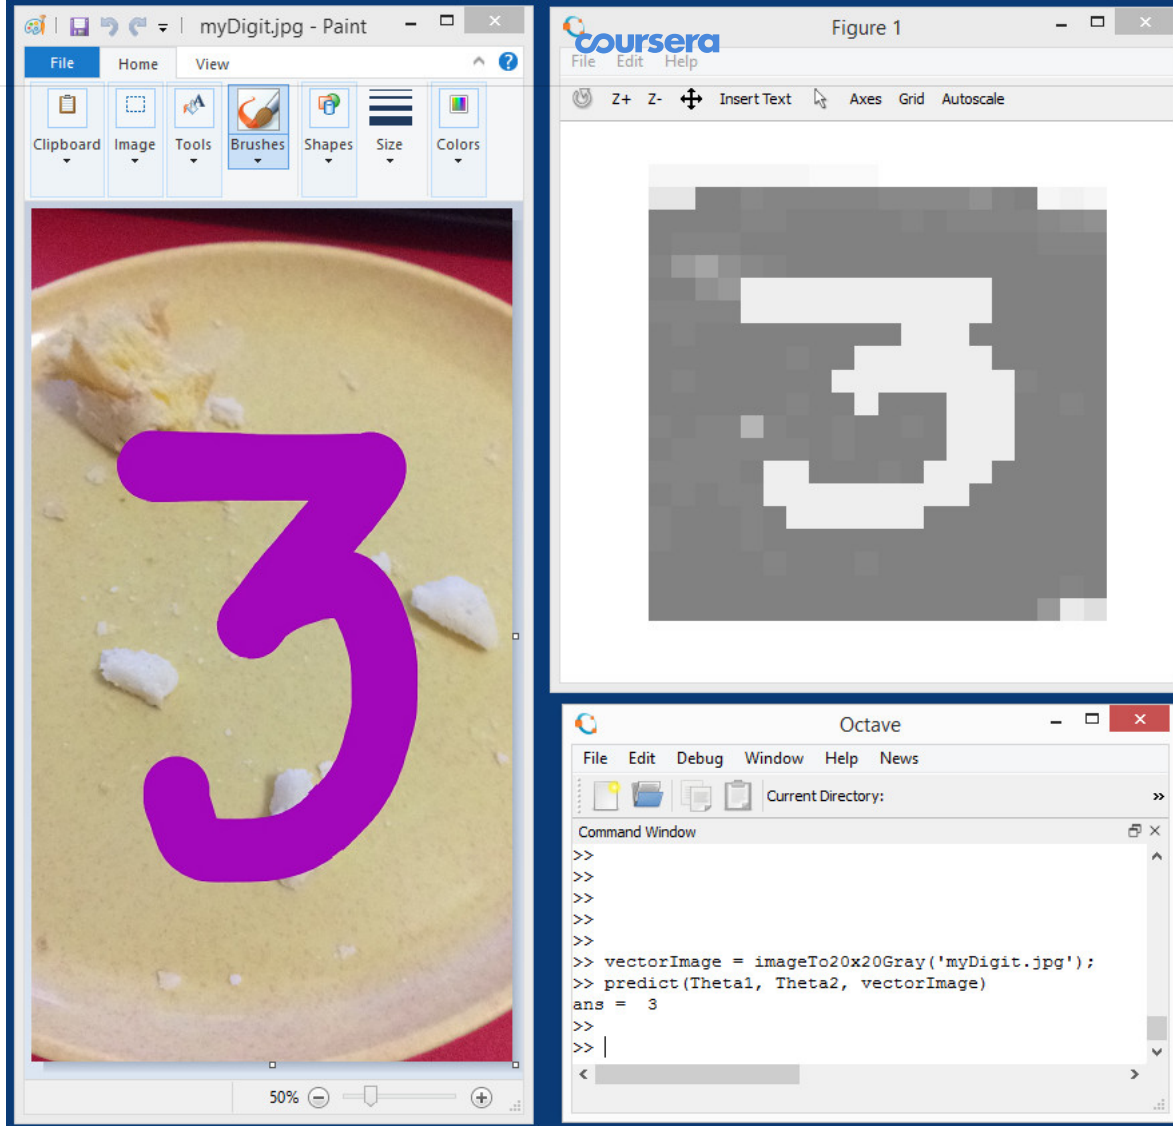 myDigit.jpg - Paint
File Home View
Clipboard Image Tools Brushes Shapes Size Colors
3
50%
coursera
Figure 1
File Edit Help
Z+ Z- Insert Text Axes Grid Autoscale
3
Octave
File Edit Debug Window Help News
Current Directory:
Command Window
>>
>>
>>
>>
>>
>> vectorImage = imageTo20x20Gray('myDigit.jpg');
>> predict(Theta1, Theta2, vectorImage)
ans =  3
>>
>>